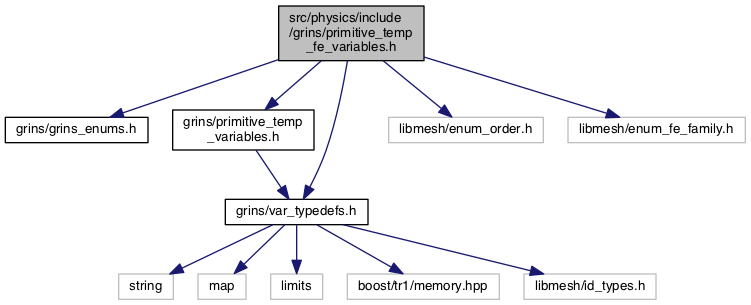 src/physics/include
/grins/primitive_temp
_fe_variables.h
grins/grins_enums.h
grins/primitive_temp
_variables.h
libmesh/enum_order.h
libmesh/enum_fe_family.h
grins/var_typedefs.h
string
map
limits
boost/tr1/memory.hpp
libmesh/id_types.h